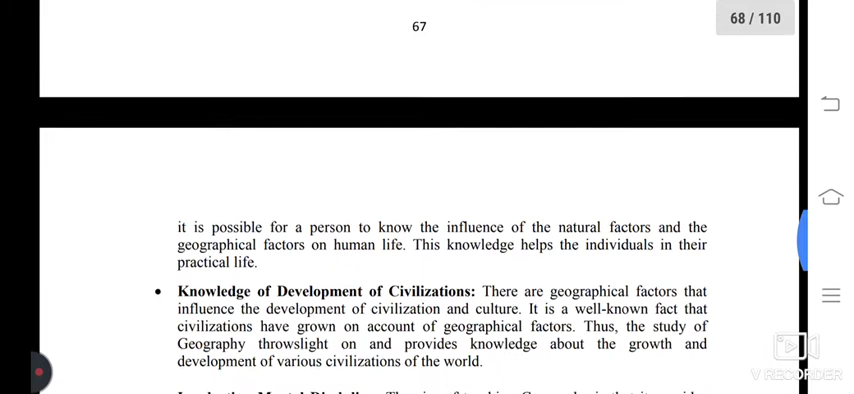 67
68 / 110
it is possible for a person to know the influence of the natural factors and the
geographical factors on human life. This knowledge helps the individuals in their
practical life.
• Knowledge of Development of Civilizations: There are geographical factors that
influence the development of civilization and culture. It is a well-known fact that
civilizations have grown on account of geographical factors. Thus, the study of
Geography throwslight on and provides knowledge about the growth and
development of various civilizations of the world.
V RECORDER